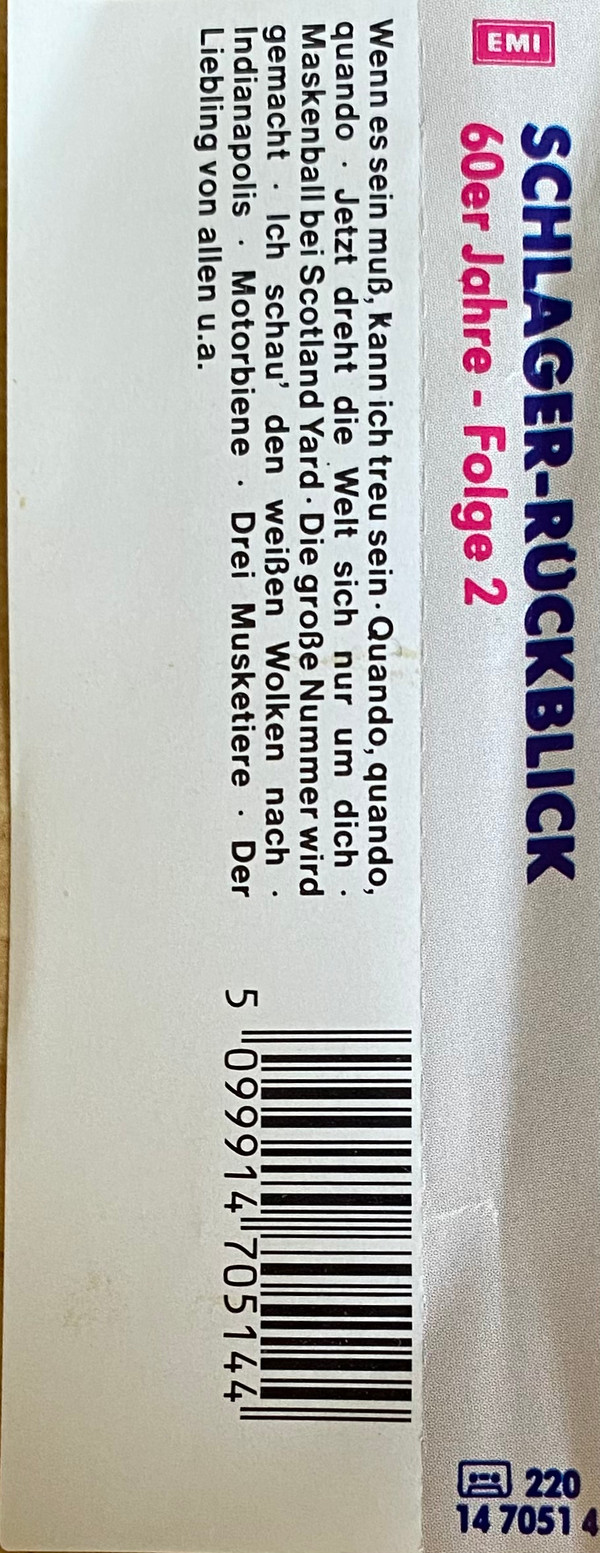 EMI
SCHLAGER-RÜCKBLICK
60er Jahre - Folge 2
220
14 7051 4
Wenn es sein muß, kann ich treu sein · Quando, quando,
quando · Jetzt dreht die Welt sich nur um dich ·
Maskenball bei Scotland Yard · Die große Nummer wird
gemacht · Ich schau' den weißen Wolken nach ·
Indianapolis · Motorbiene · Drei Musketiere · Der
Liebling von allen u.a.
5 099914 705144